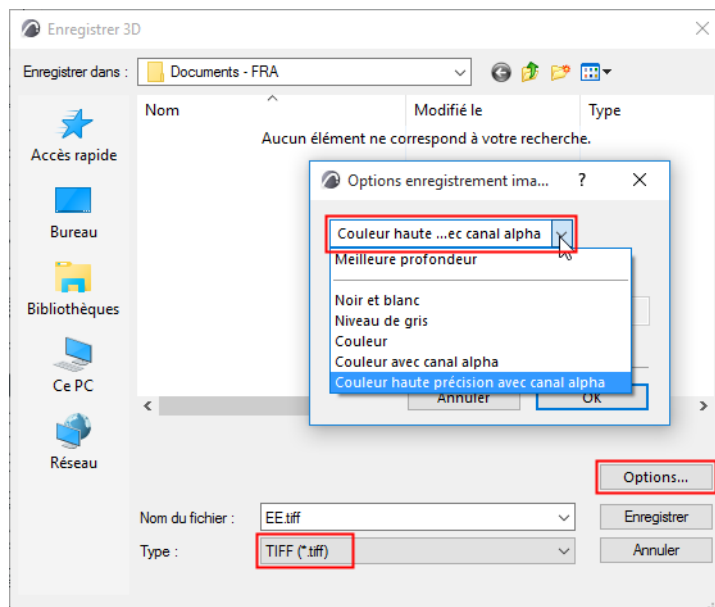 Enregistrer 3D
Enregistrer dans :
Documents - FRA
Nom
Modifié le
Type
Aucun élément ne correspond à votre recherche.
Accès rapide
Bureau
Bibliothèques
Ce PC
Réseau
Options enregistrement ima...
?
Couleur haute ...ec canal alpha
Meilleure profondeur
Noir et blanc
Niveau de gris
Couleur
Couleur avec canal alpha
Couleur haute précision avec canal alpha
Annuler
OK
Options...
Nom du fichier :
EE.tiff
Enregistrer
Type :
TIFF (*.tiff)
Annuler